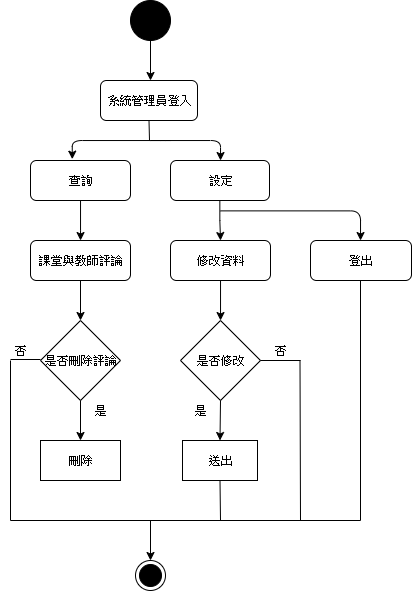 系統管理員登入
查詢
設定
課堂與教師評論
修改資料
登出
否
是否刪除評論
是否修改
否
是
是
刪除
送出